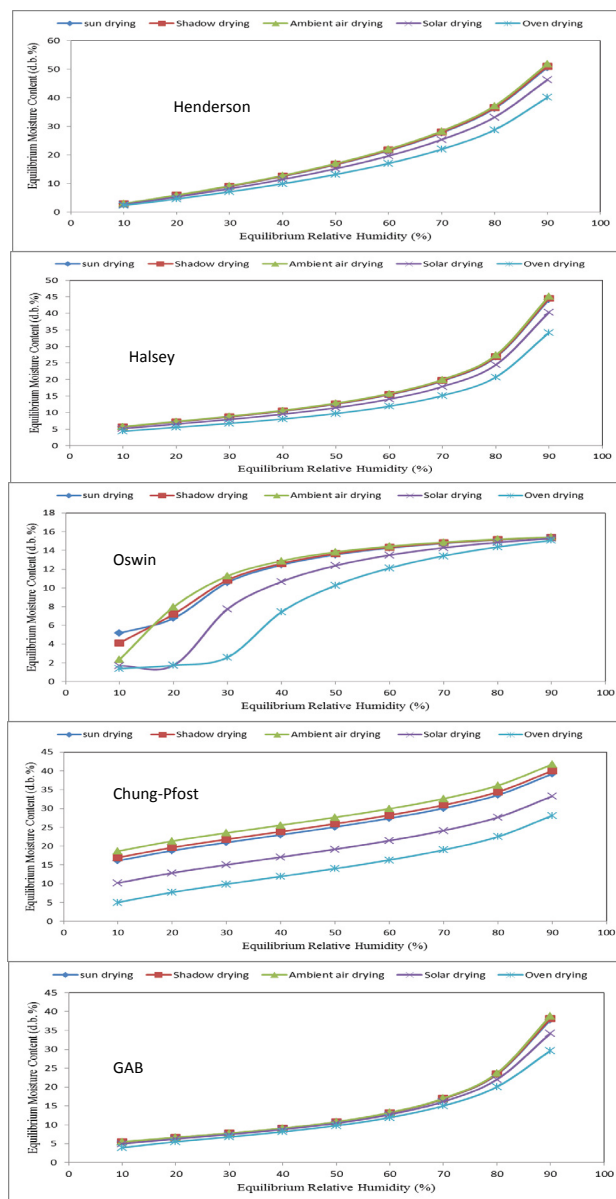 sun drying Shadow drying Ambient air drying Solar drying Oven drying
Equilibrium Moisture Content (d.b.%)
60
50
40
30
20
10
0
Henderson
0 10 20 30 40 50 60 70 80 90 100
Equilibrium Relative Humidity (%)
sun drying Shadow drying Ambient air drying Solar drying Oven drying
Equilibrium Moisture Content (d.b.%)
50
45
40
35
30
25
20
15
10
5
0
Halsey
0 10 20 30 40 50 60 70 80 90 100
Equilibrium Relative Humidity (%)
sun drying Shadow drying Ambient air drying Solar drying Oven drying
Equilibrium Moisture Content (d.b.%)
18
16
14
12
10
8
6
4
2
0
Oswin
0 10 20 30 40 50 60 70 80 90 100
Equilibrium Relative Humidity (%)
sun drying Shadow drying Ambient air drying Solar drying Oven drying
Equilibrium Moisture Content (d.b.%)
45
40
35
30
25
20
15
10
5
0
Chung-Pfost
0 10 20 30 40 50 60 70 80 90 100
Equilibrium Relative Humidity (%)
sun drying Shadow drying Ambient air drying Solar drying Oven drying
Equilibrium Moisture Content (d.b.%)
45
40
35
30
25
20
15
10
5
0
GAB
0 10 20 30 40 50 60 70 80 90 100
Equilibrium Relative Humidity (%)